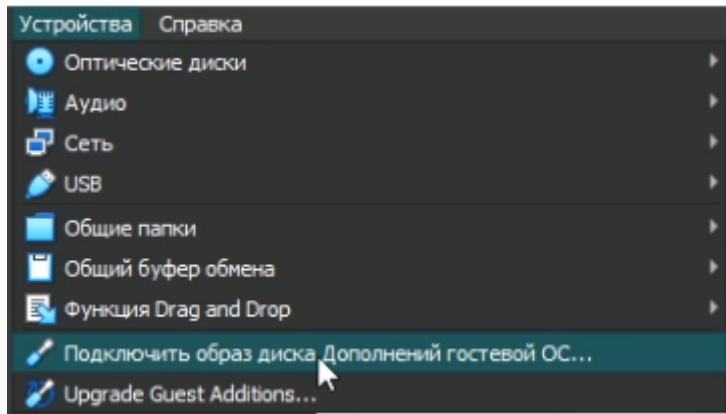 Устройства Справка
Оптические диски
Аудио
Сеть
USB
Общие папки
Общий буфер обмена
Функция Drag and Drop
Подключить образ диска Дополнений гостевой ОС...
Upgrade Guest Additions...